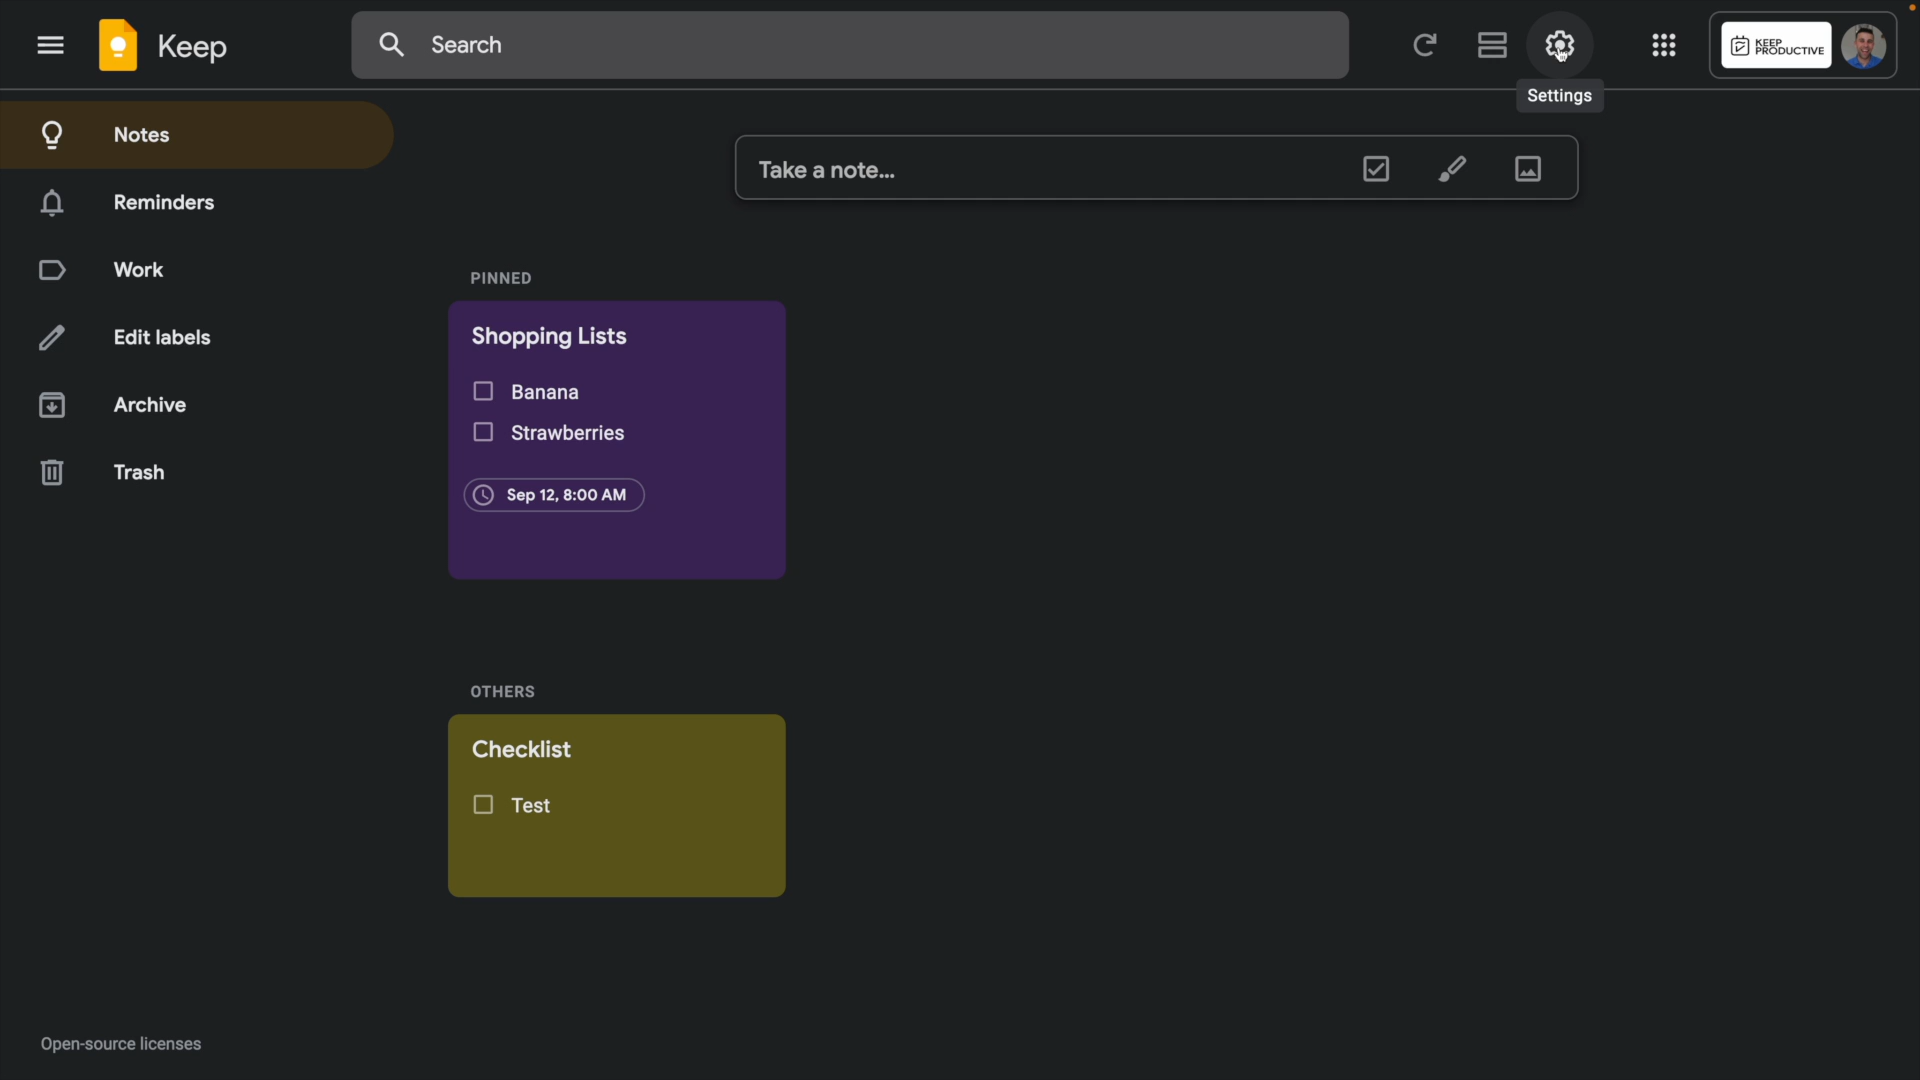 Keep
Search
KEEP
PRODUCTIVE
Settings
Notes
Take a note...
Reminders
Work
Edit labels
Archive
Trash
PINNED
Shopping Lists
Banana
Strawberries
Sep 12, 8:00 AM
OTHERS
Checklist
Test
Open-source licenses